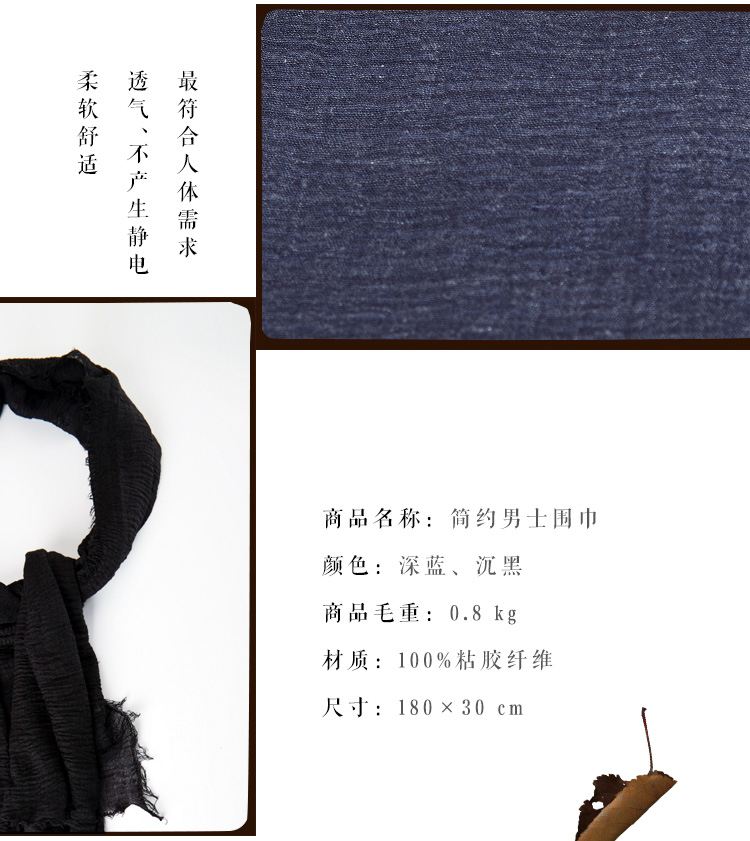 最符合人体需求
透气、不产生静电
柔软舒适
商品名称：简约男士围巾
颜色：深蓝、沉黑
商品毛重：0.8 kg
材质：100%粘胶纤维
尺寸：180×30 cm